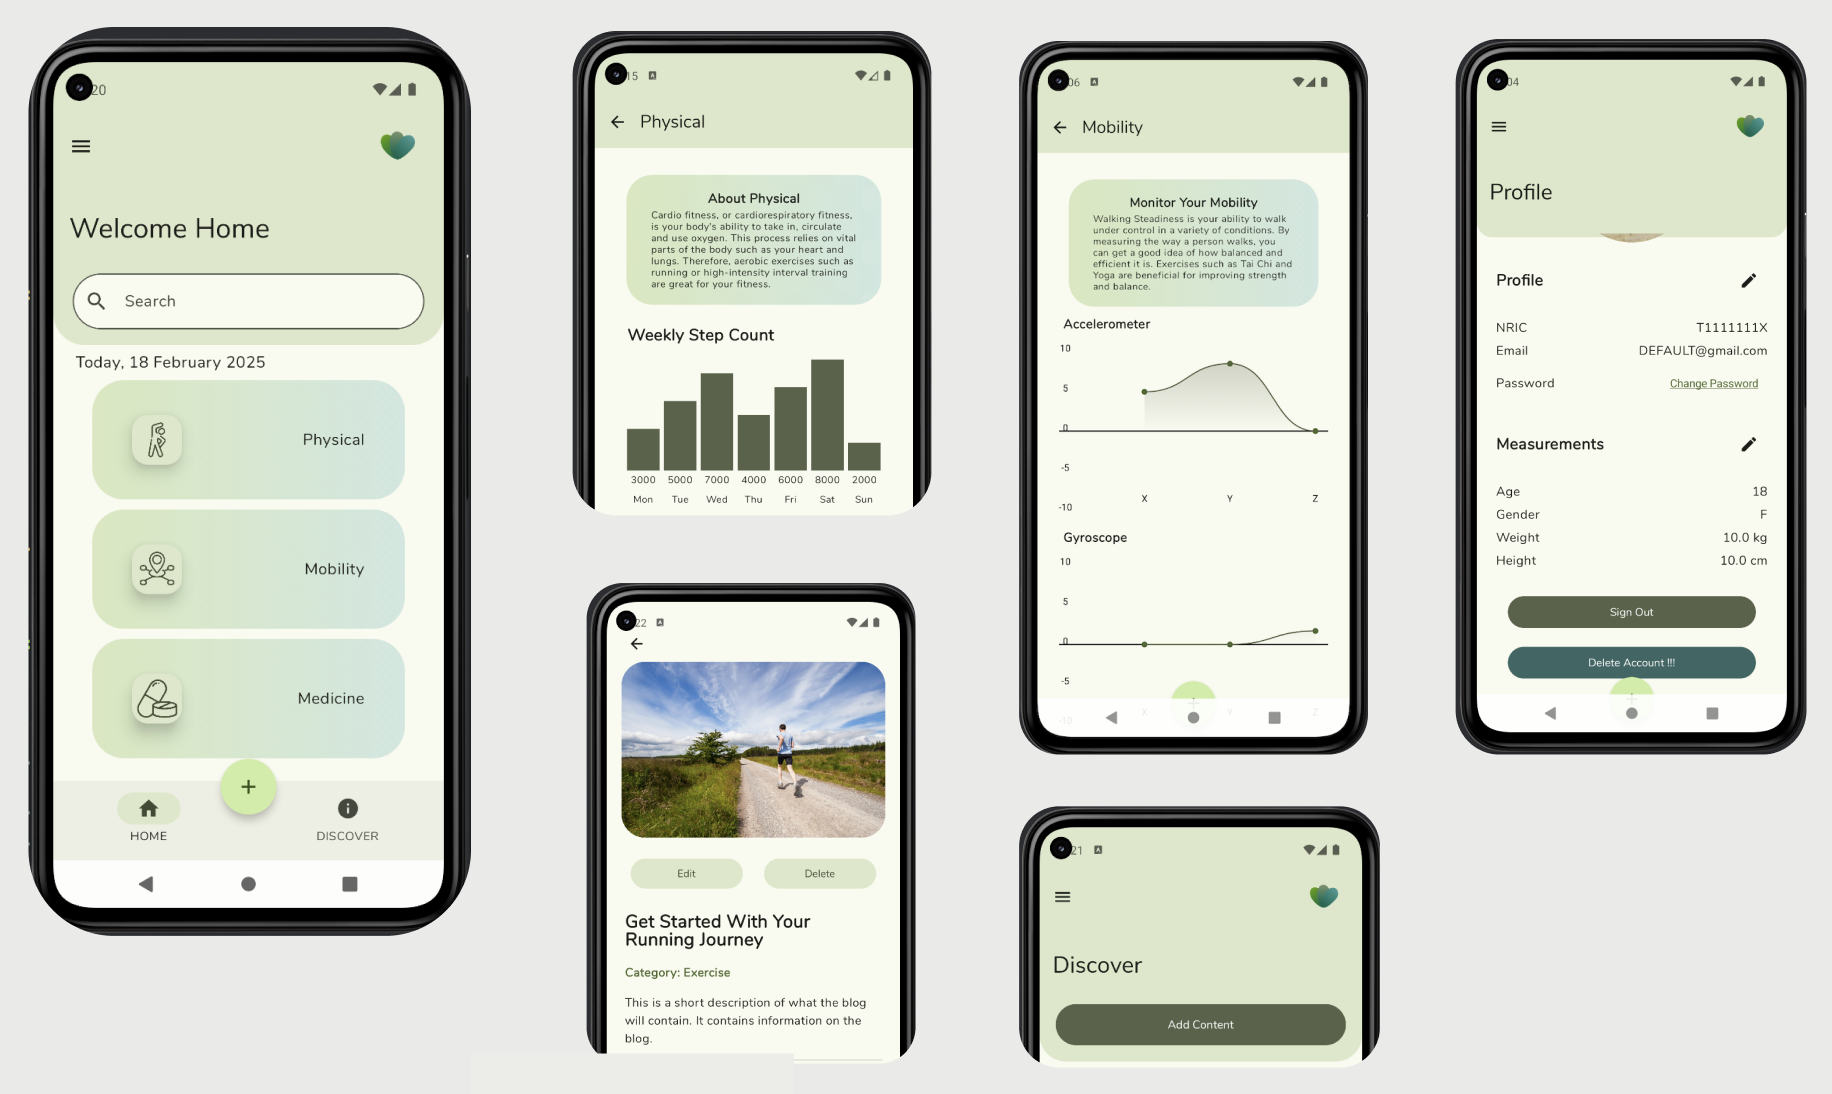 20
Welcome Home
Search
Today, 18 February 2025
Physical
Mobility
Medicine
+
HOME
DISCOVER
15 A
Physical
About Physical
Cardio fitness, or cardiorespiratory fitness,
is your body's ability to take in, circulate
and use oxygen. This process relies on vital
parts of the body such as your heart and
lungs. Therefore, aerobic exercises such as
running or high-intensity interval training
are great for your fitness.
Weekly Step Count
3000 5000 7000 4000 6000 8000 2000
Mon Tue Wed Thu Fri Sat Sun
22 A
Edit Delete
Get Started With Your
Running Journey
Category: Exercise
This is a short description of what the blog
will contain. It contains information on the
blog.
06 A
Mobility
Monitor Your Mobility
Walking Steadiness is your ability to walk
under control in a variety of conditions. By
measuring the way a person walks, you
can get a good idea of how balanced and
efficient it is. Exercises such as Tai Chi and
Yoga are beneficial for improving strength
and balance.
Accelerometer
10
5
0
-5
X Y Z
-10
Gyroscope
10
5
0
-5
X Y Z
-10
21 A
Discover
Add Content
04
Profile
Profile
NRIC T1111111X
Email DEFAULT@gmail.com
Password Change Password
Measurements
Age 18
Gender F
Weight 10.0 kg
Height 10.0 cm
Sign Out
Delete Account !!!